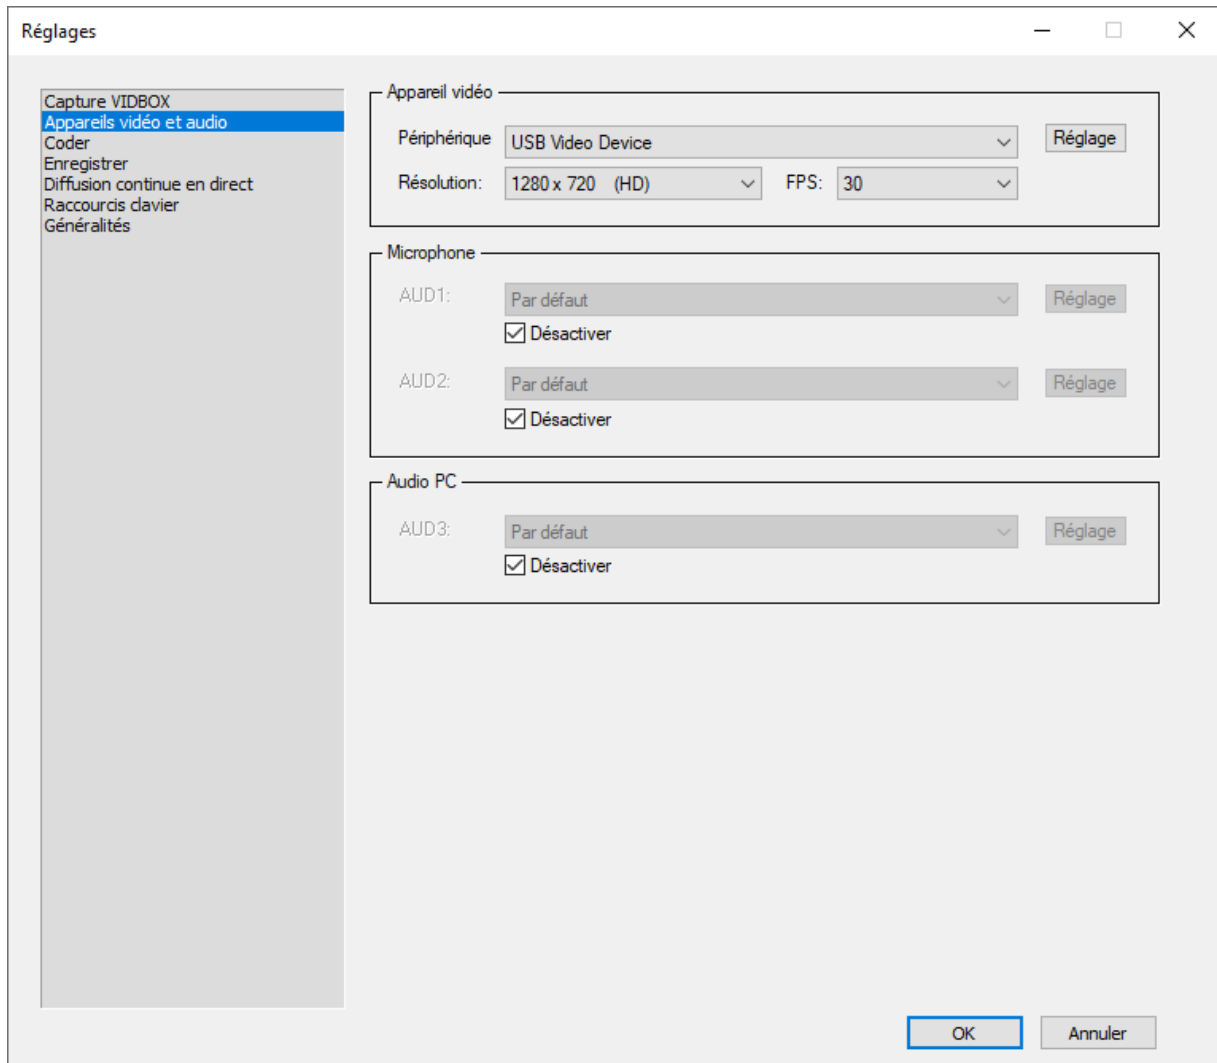 Réglages
Capture VIDBOX
Appareils vidéo et audio
Coder
Enregistrer
Diffusion continue en direct
Raccourcis clavier
Généralités
Appareil vidéo
Périphérique USB Video Device Réglage
Résolution: 1280 x 720 (HD) FPS: 30
Microphone
AUD1: Par défaut Réglage
Désactiver
AUD2: Par défaut Réglage
Désactiver
Audio PC
AUD3: Par défaut Réglage
Désactiver
OK Annuler